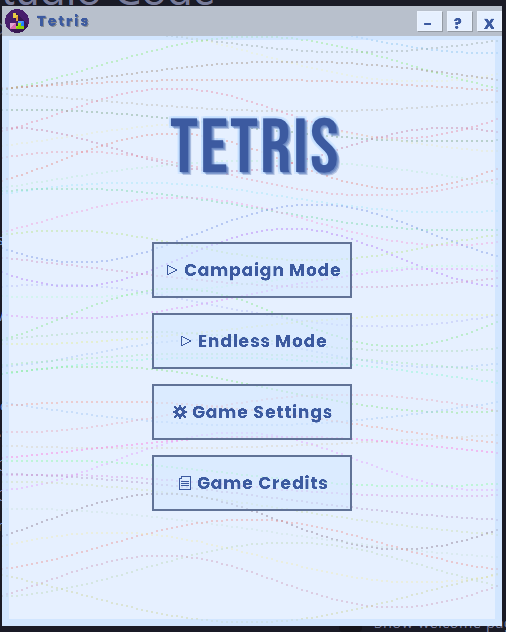 Tetris
– ? X
TETRIS
▷ Campaign Mode
▷ Endless Mode
Game Settings
Game Credits